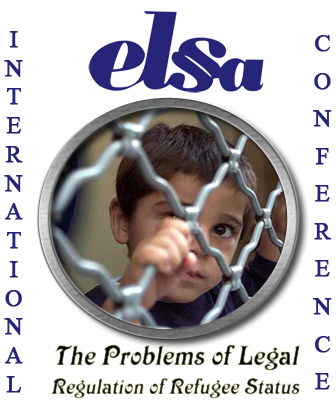 elsa
INTERNATIONAL
CONFERENCE
The Problems of Legal
Regulation of Refugee Status